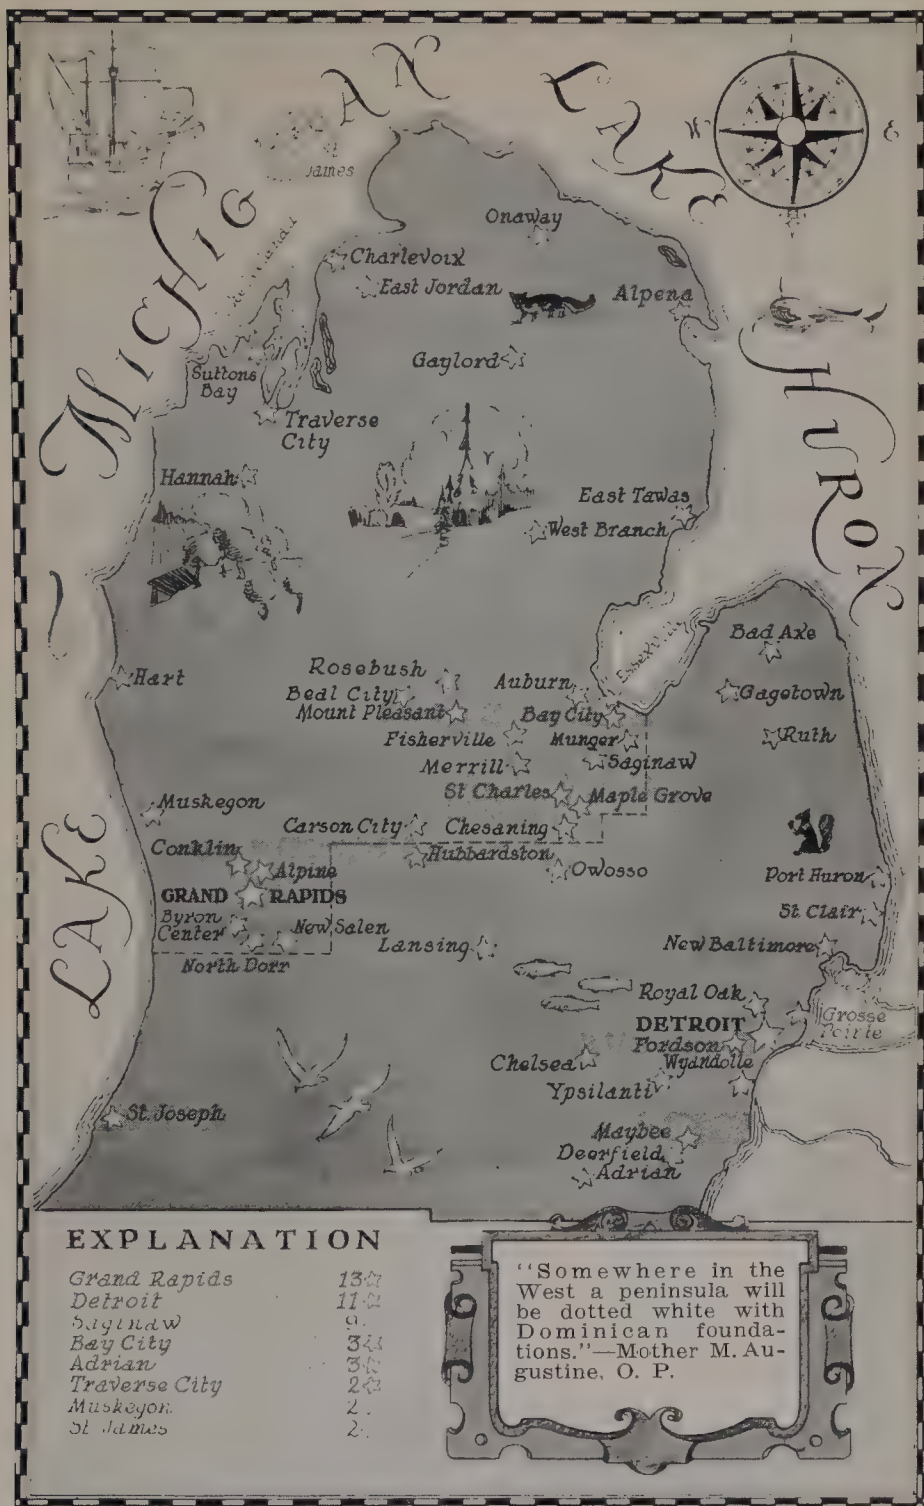 LAKE MICHIGAN
LAKE HURON
N
E
James
Onaway
Charlevoix
East Jordan
Alpena
Gaylord
Suttons
Bay
Traverse
City
Hannah
East Tawas
West Branch
Essexville
Bad Axe
Hart
Rosebush
Auburn
Beal City
Gagetown
Mount Pleasant
Bay City
Fisherville
Munger
Ruth
Merrill
Saginaw
St Charles
Maple Grove
Muskegon
Carson City
Chesaning
Conklin
Hubbardston
Alpine
Owosso
Port Huron
GRAND RAPIDS
St Clair
Byron
Center
New Salen
Lansing
New Baltimore
North Dorr
Royal Oak
Grosse
Pointe
DETROIT
Fordson
Chelsea
Wyandolle
Ypsilanti
St. Joseph
Maybee
Deerfield
Adrian
EXPLANATION
Grand Rapids 13
Detroit 11
Saginaw 9
Bay City 3
Adrian 3
Traverse City 2
Muskegon 2
St James 2
"Somewhere in the
West a peninsula will
be dotted white with
Dominican founda-
tions."—Mother M. Au-
gustine, O. P.